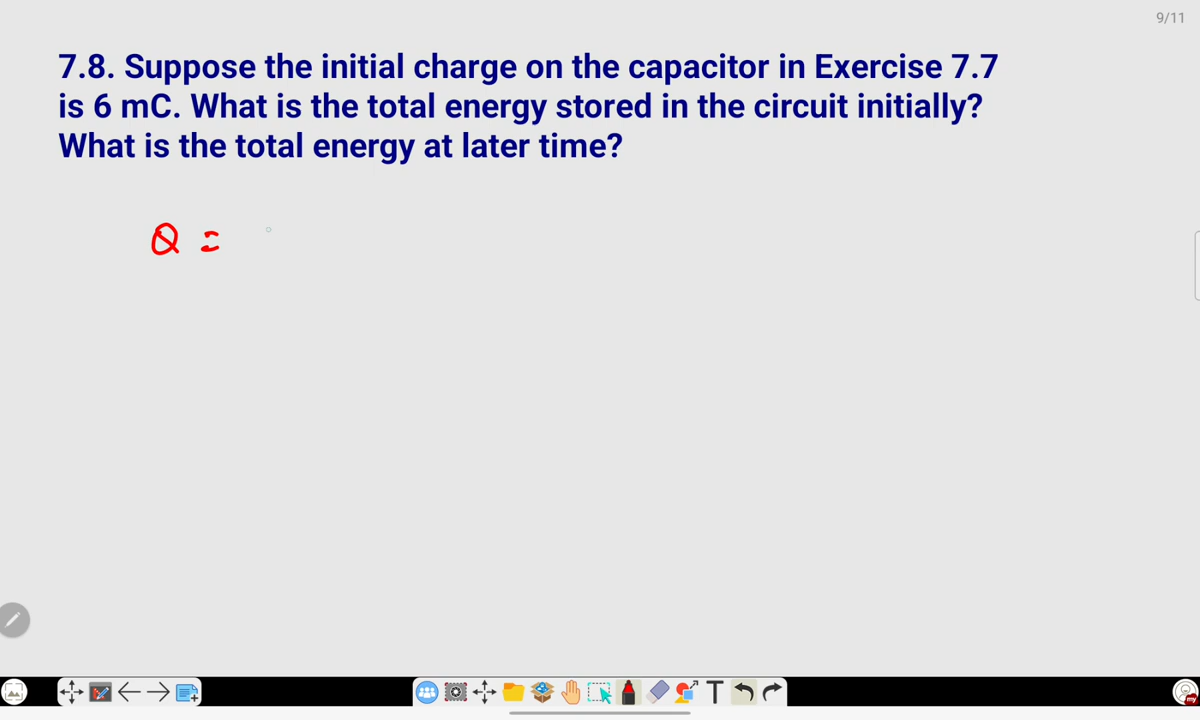 9/11
7.8. Suppose the initial charge on the capacitor in Exercise 7.7
is 6 mC. What is the total energy stored in the circuit initially?
What is the total energy at later time?
Q =
T
my